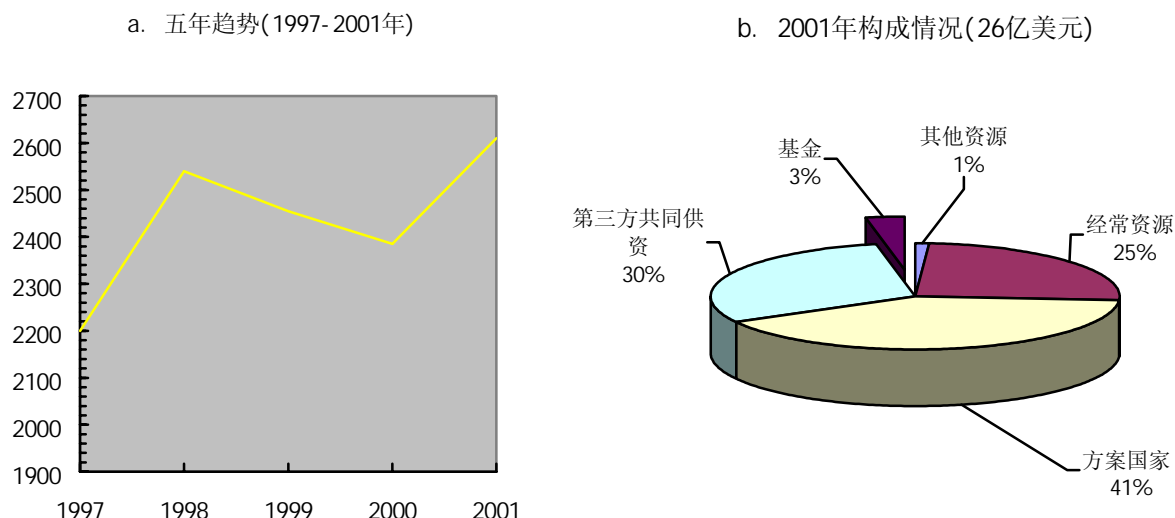 a. 五年趋势(1997-2001年)
2700
2600
2500
2400
2300
2200
2100
2000
1900
1997 1998 1999 2000 2001
b. 2001年构成情况(26亿美元)
其他资源
1%
基金
3%
第三方共同供
资
30%
经常资源
25%
方案国家
41%